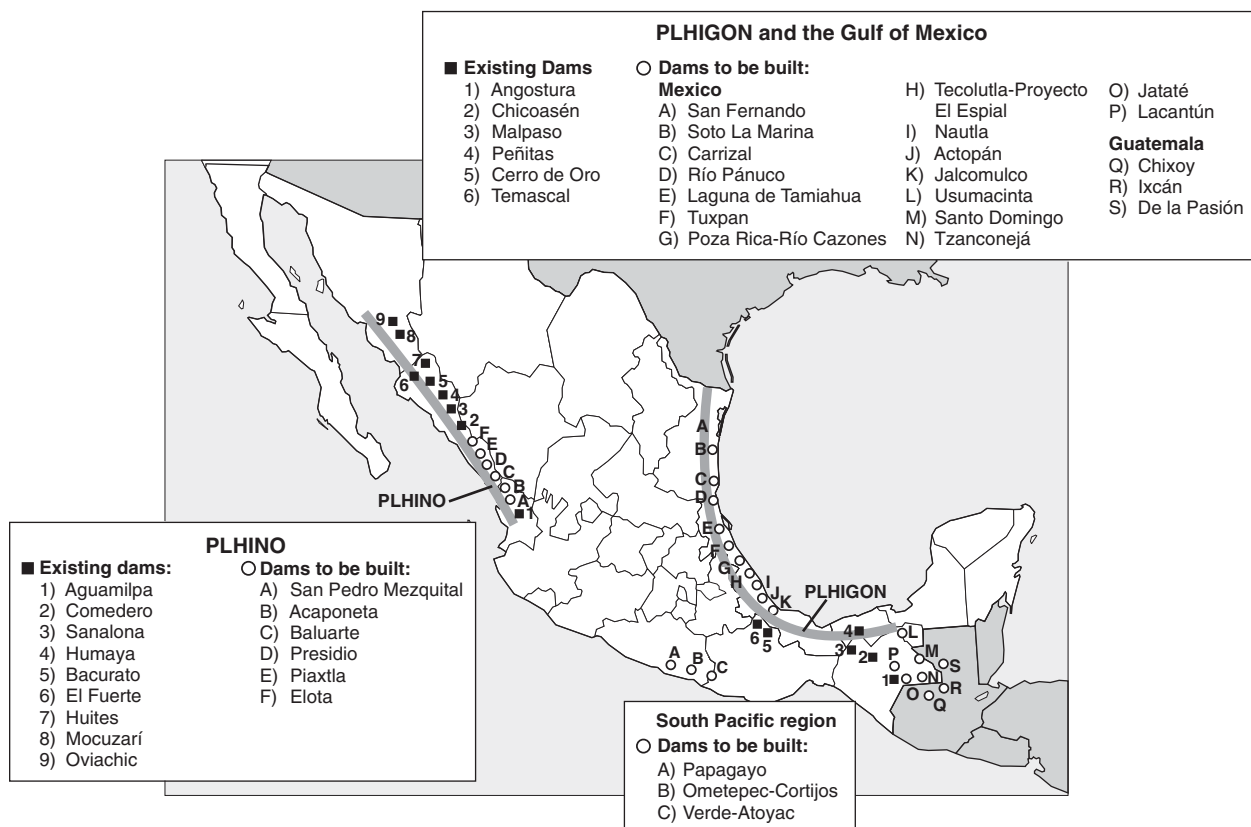 PLHIGON and the Gulf of Mexico
■ Existing Dams
1) Angostura
2) Chicoasén
3) Malpaso
4) Peñitas
5) Cerro de Oro
6) Temascal
○ Dams to be built:
Mexico
A) San Fernando
B) Soto La Marina
C) Carrizal
D) Río Pánuco
E) Laguna de Tamiahua
F) Tuxpan
G) Poza Rica-Río Cazones
H) Tecolutla-Proyecto
El Espial
I) Nautla
J) Actopán
K) Jalcomulco
L) Usumacinta
M) Santo Domingo
N) Tzanconejá
O) Jataté
P) Lacantún
Guatemala
Q) Chixoy
R) Ixcán
S) De la Pasión
9
8
7
6
5
4
3
2
F
E
D
C
B
A
1
PLHINO
A
B
C
D
E
F
G
H
I
J
K
PLHIGON
6
5
4
3
2
1
L
M
N
O
P
Q
R
S
A
B
C
PLHINO
■ Existing dams:
1) Aguamilpa
2) Comedero
3) Sanalona
4) Humaya
5) Bacurato
6) El Fuerte
7) Huites
8) Mocuzarí
9) Oviachic
○ Dams to be built:
A) San Pedro Mezquital
B) Acaponeta
C) Baluarte
D) Presidio
E) Piaxtla
F) Elota
South Pacific region
○ Dams to be built:
A) Papagayo
B) Ometepec-Cortijos
C) Verde-Atoyac